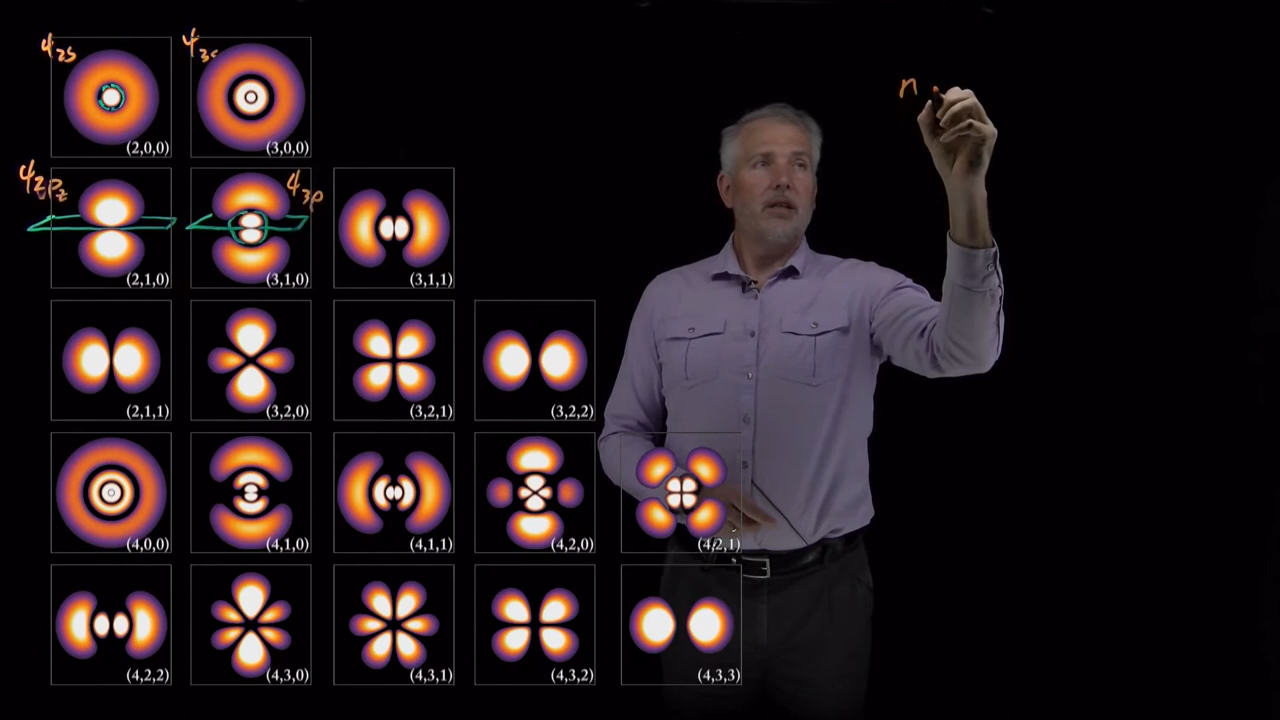 ψ2s ψ3s n
(2,0,0) (3,0,0)
ψ2pz ψ3p
(2,1,0) (3,1,0) (3,1,1)
(2,1,1) (3,2,0) (3,2,1) (3,2,2)
(4,0,0) (4,1,0) (4,1,1) (4,2,0) (4,2,1)
(4,2,2) (4,3,0) (4,3,1) (4,3,2) (4,3,3)